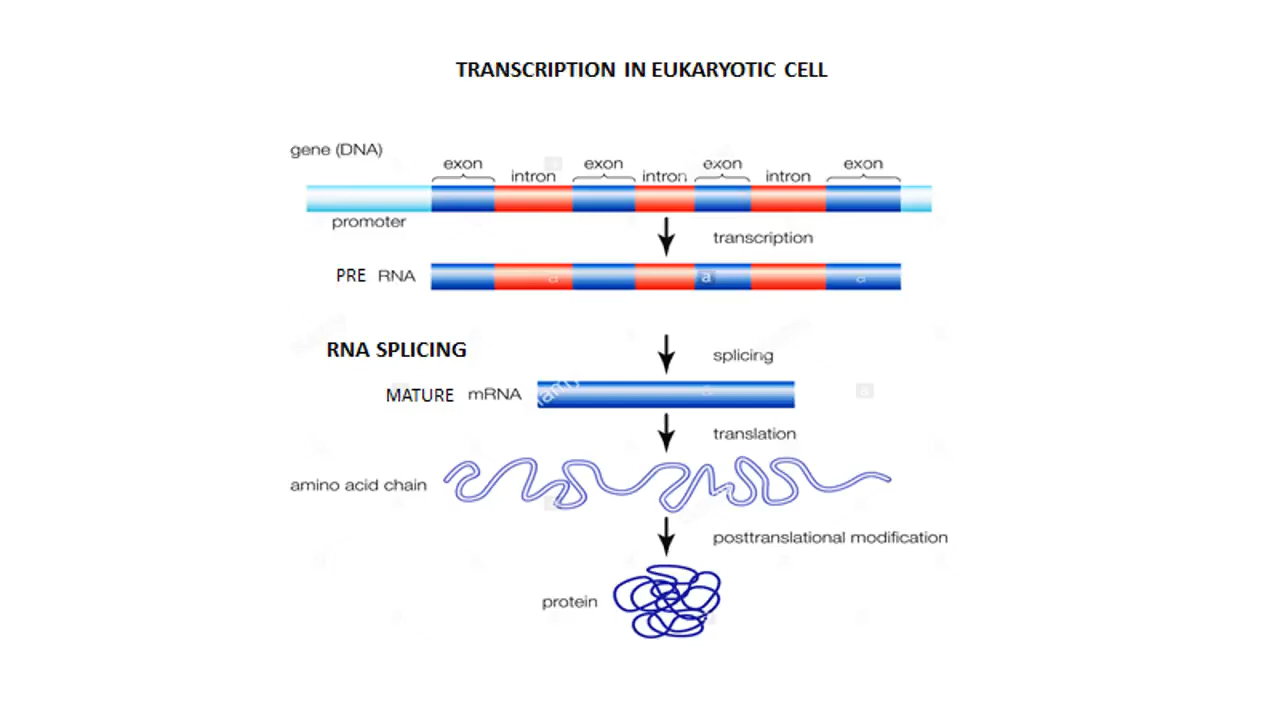 TRANSCRIPTION IN EUKARYOTIC CELL
gene (DNA)
exon exon exon exon
intron intron intron
promoter
transcription
PRE RNA
splicing
RNA SPLICING
MATURE mRNA
translation
amino acid chain
posttranslational modification
protein